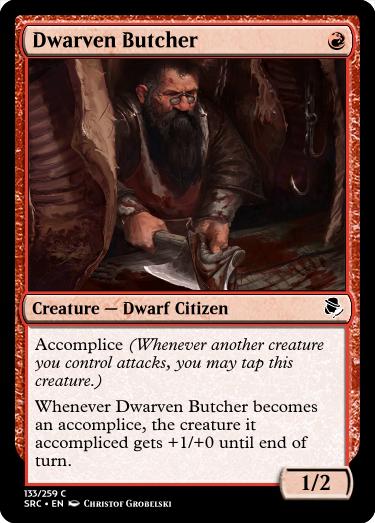 Dwarven Butcher
Creature — Dwarf Citizen
Accomplice (Whenever another creature
you control attacks, you may tap this
creature.)
Whenever Dwarven Butcher becomes
an accomplice, the creature it
accompliced gets +1/+0 until end of
turn.
1/2
133/259 C
SRC • EN Christof Grobelski